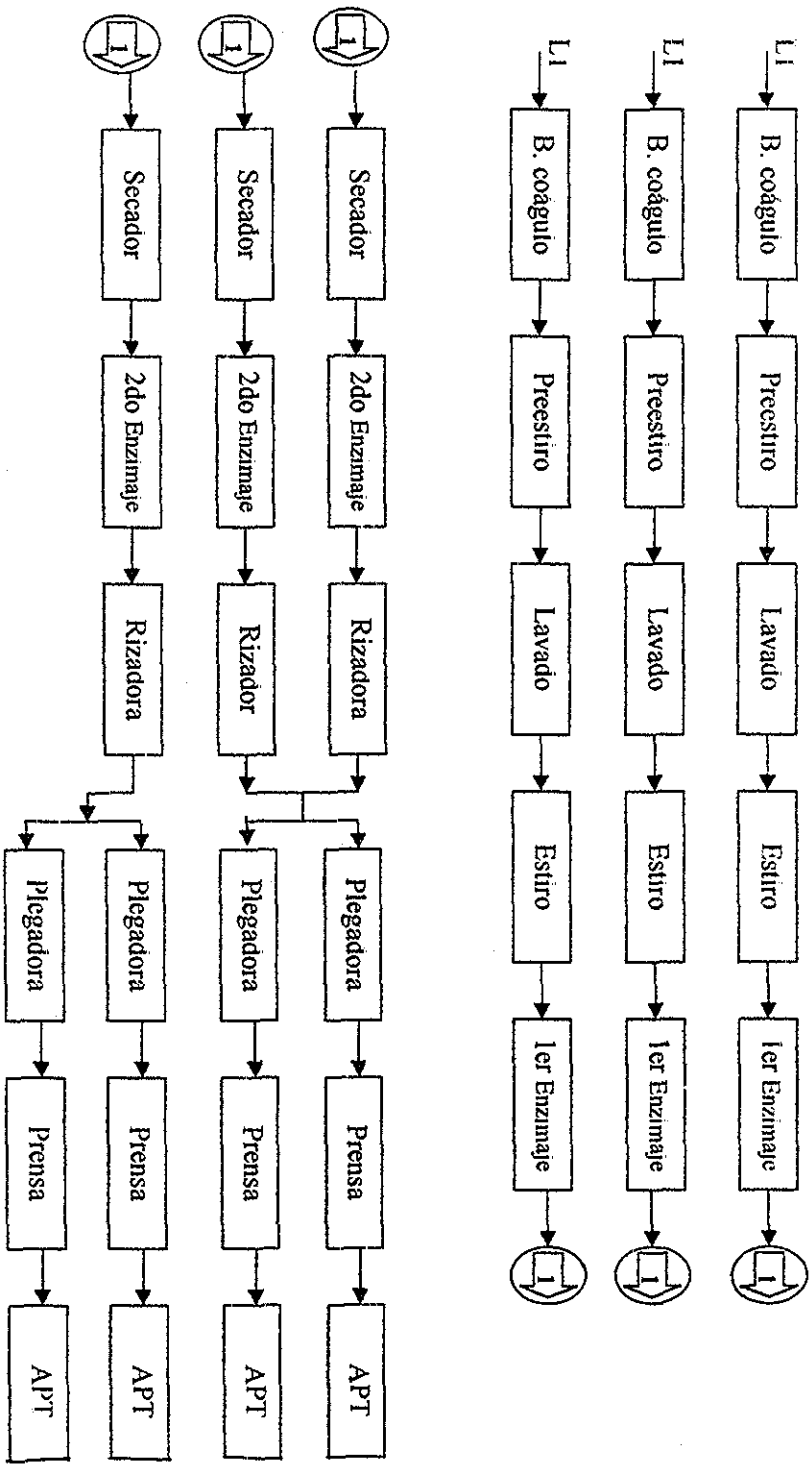 L1 B. coágulo Preestiro Lavado Estiro 1er Enzimaje 1
L1 B. coágulo Preestiro Lavado Estiro 1er Enzimaje 1
L1 B. coágulo Preestiro Lavado Estiro 1er Enzimaje 1
1 Secador 2do Enzimaje Rizadora Plegadora Prensa APT
1 Secador 2do Enzimaje Rizador Plegadora Prensa APT
1 Secador 2do Enzimaje Rizadora Plegadora Prensa APT
Plegadora Prensa APT